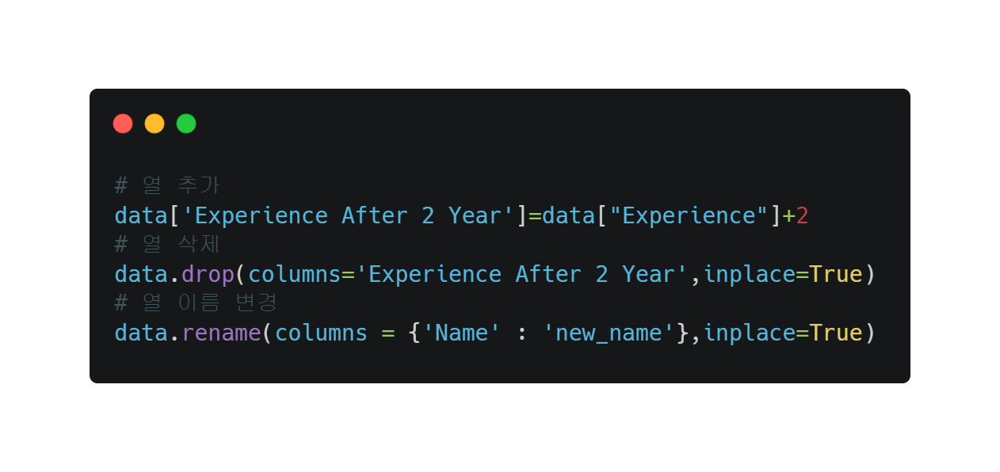 # 열 추가
data['Experience After 2 Year']=data["Experience"]+2
# 열 삭제
data.drop(columns='Experience After 2 Year',inplace=True)
# 열 이름 변경
data.rename(columns = {'Name' : 'new_name'},inplace=True)